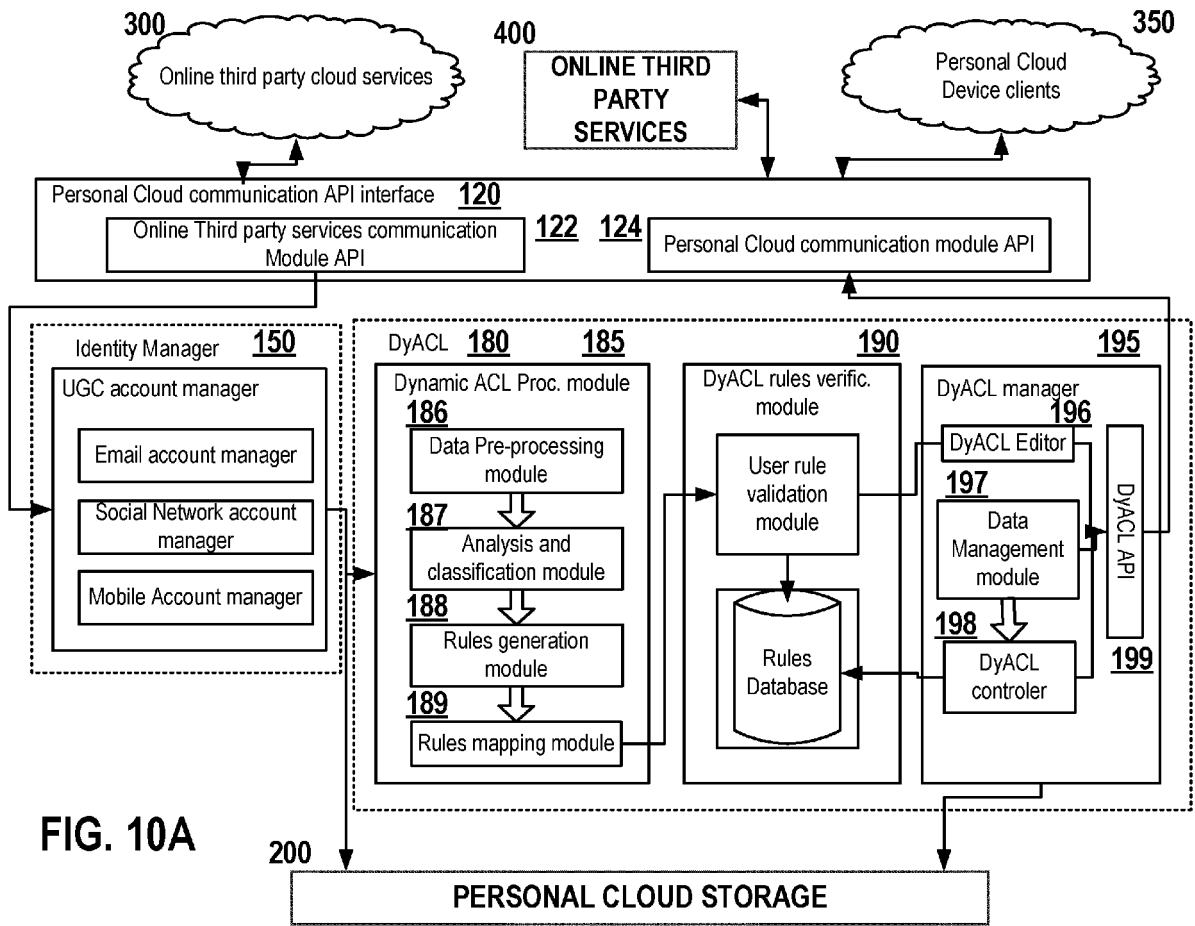 300
Online third party cloud services
400
ONLINE THIRD
PARTY
SERVICES
350
Personal Cloud
Device clients
Personal Cloud communication API interface
120
Online Third party services communication
Module API
122
124
Personal Cloud communication module API
Identity Manager
150
UGC account manager
Email account manager
Social Network account
manager
Mobile Account manager
DyACL
180
185
Dynamic ACL Proc. module
186
Data Pre-processing
module
187
Analysis and
classification module
188
Rules generation
module
189
Rules mapping module
190
DyACL rules verific.
module
User rule
validation
module
Rules
Database
195
DyACL manager
196
DyACL Editor
197
Data
Management
module
198
DyACL
controler
DyACL API
199
FIG. 10A
200
PERSONAL CLOUD STORAGE